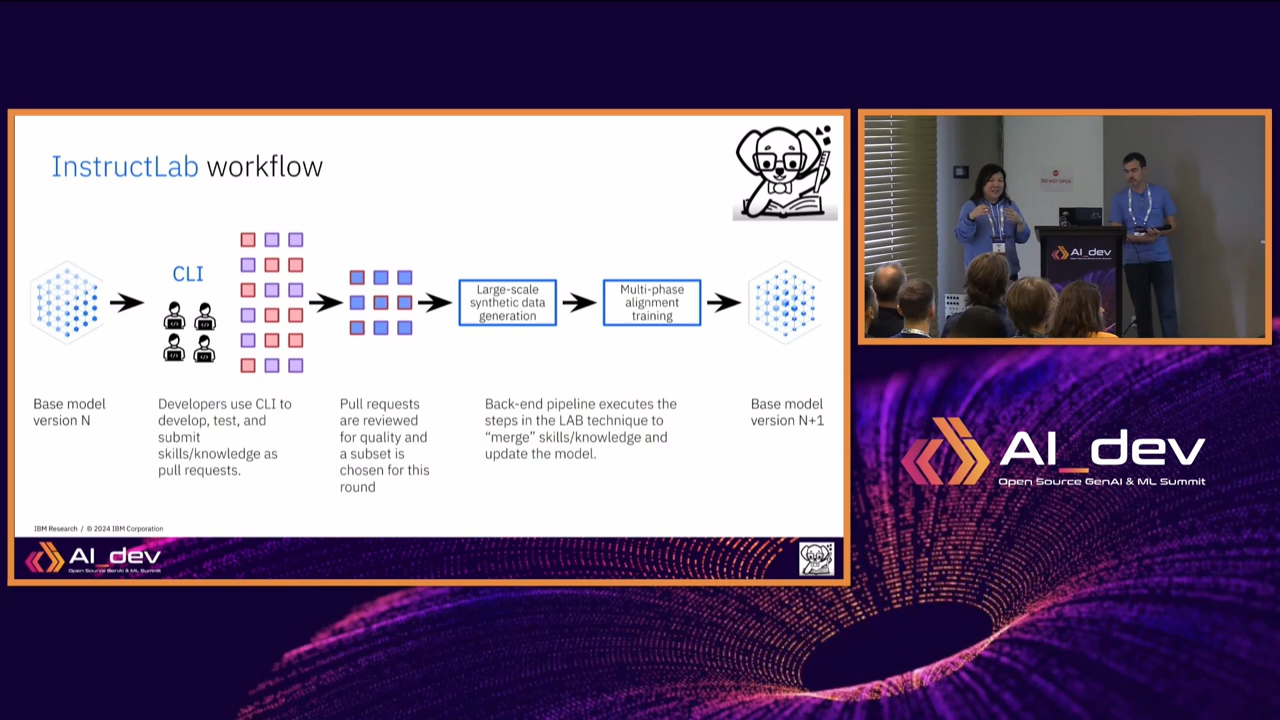 InstructLab workflow
CLI
Large-scale
synthetic data
generation
Multi-phase
alignment
training
Base model
version N
Developers use CLI to
develop, test, and
submit
skills/knowledge as
pull requests.
Pull requests
are reviewed
for quality and
a subset is
chosen for this
round
Back-end pipeline executes the
steps in the LAB technique to
“merge” skills/knowledge and
update the model.
Base model
version N+1
IBM Research / © 2024 IBM Corporation
AI_dev
Open Source GenAI & ML Summit
DO NOT OPEN
AI_dev
AI_dev
Open Source GenAI & ML Summit